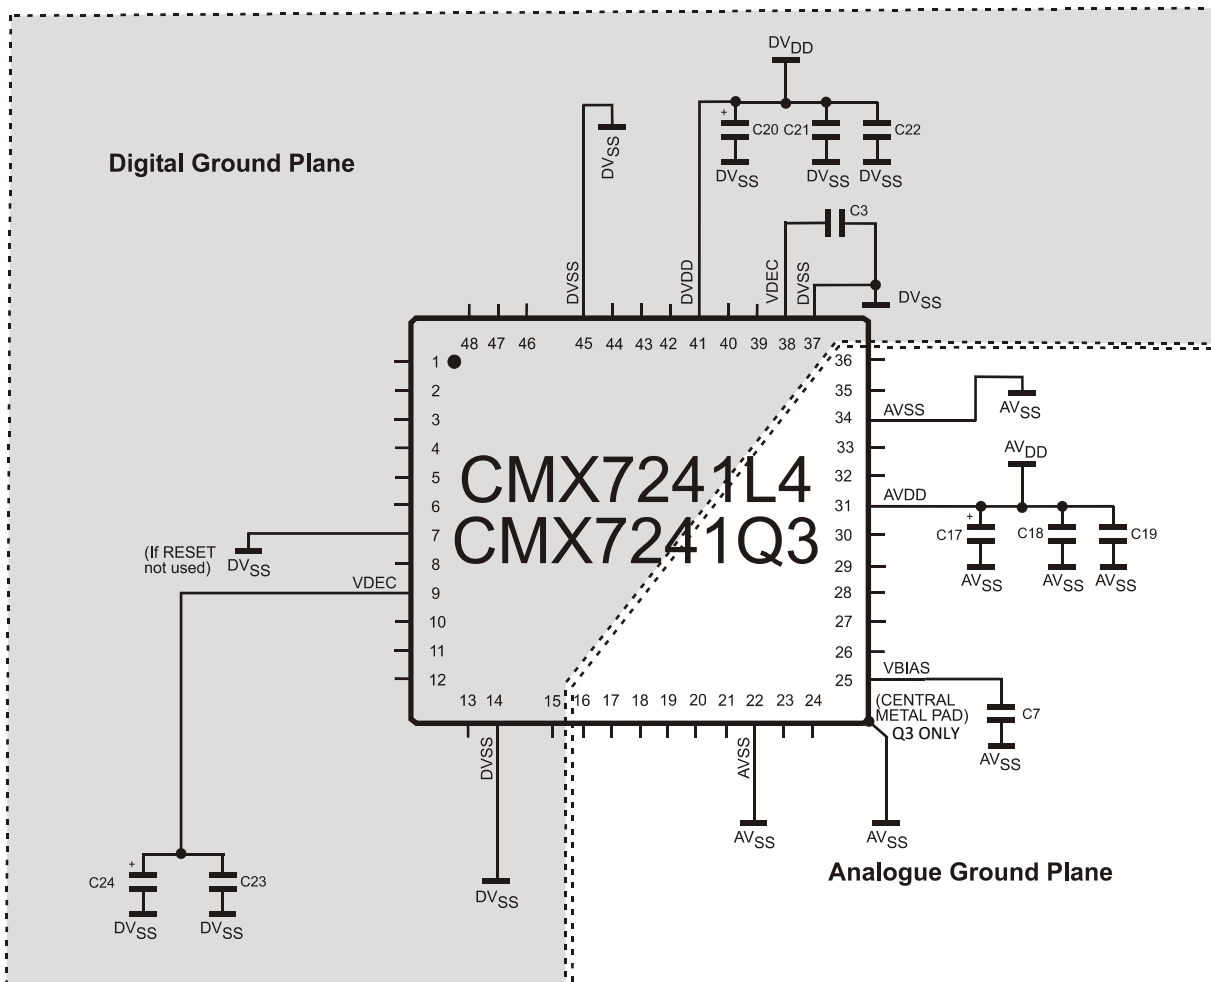 DVDD
+
C20
C21
C22
DVSS
DVSS
DVSS
DVSS
Digital Ground Plane
C3
DVSS
DVSS
DVDD
VDEC
DVSS
48 47 46 45 44 43 42 41 40 39 38 37
1
2
3
4
5
6
7
8
9
10
11
12
36
35
34
33
32
31
30
29
28
27
26
25
CMX7241L4
CMX7241Q3
AVSS
AVSS
AVDD
AVDD
+
C17
C18
C19
AVSS
AVSS
AVSS
(If RESET
not used)
DVSS
VDEC
VBIAS
(CENTRAL
METAL PAD)
Q3 ONLY
C7
AVSS
13 14 15 16 17 18 19 20 21 22 23 24
DVSS
AVSS
AVSS
AVSS
Analogue Ground Plane
+
C24
C23
DVSS
DVSS
DVSS